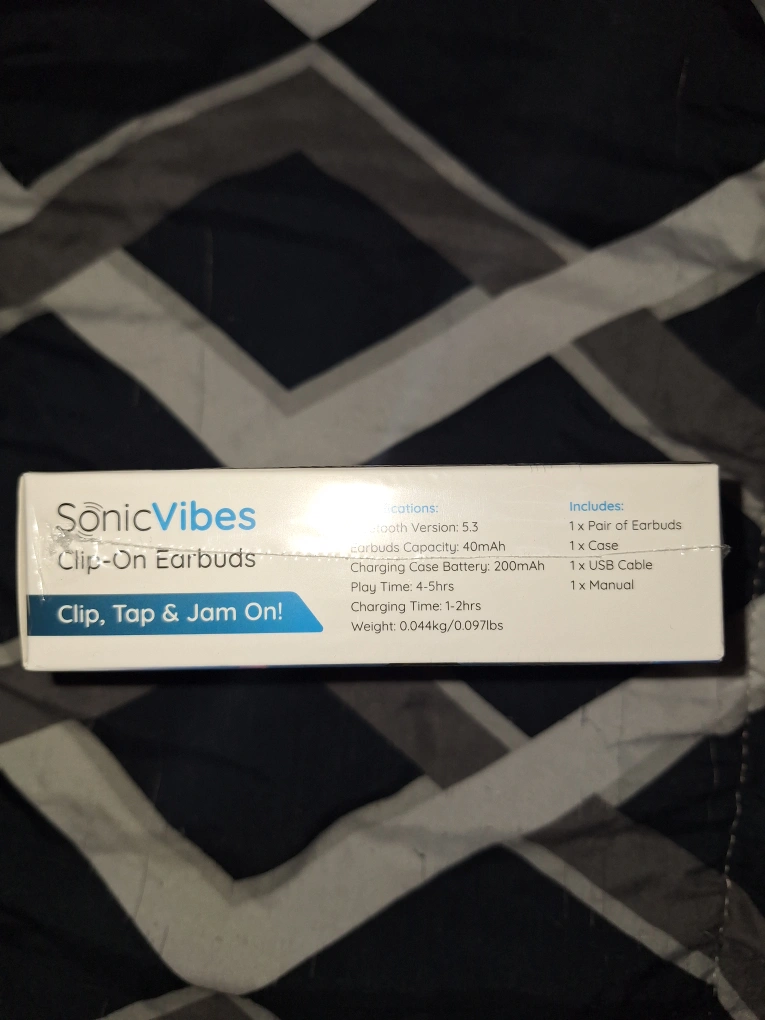 SonicVibes
Clip-On Earbuds
Clip, Tap & Jam On!
Version: 5.3
Earbuds Capacity: 40mAh
Charging Case Battery: 200mAh
Play Time: 4-5hrs
Charging Time: 1-2hrs
Weight: 0.044kg/0.097lbs
Includes:
1 x Pair of Earbuds
1 x Case
1 x USB Cable
1 x Manual